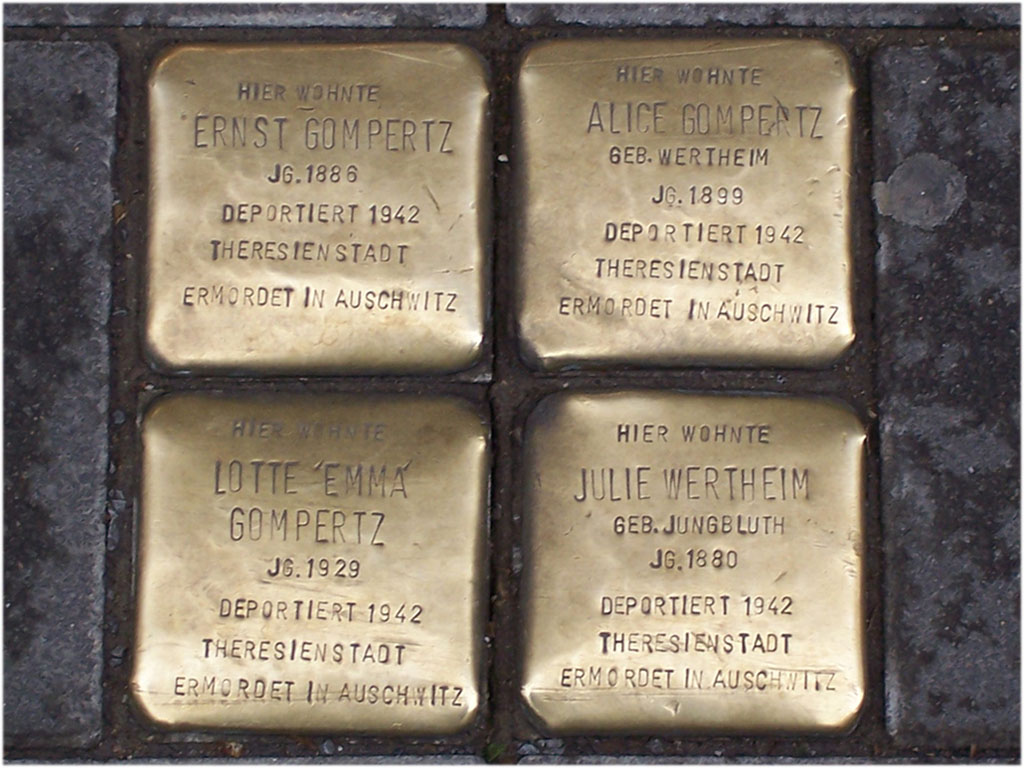 HIER WOHNTE
ERNST GOMPERTZ
JG. 1886
DEPORTIERT 1942
THERESIENSTADT
ERMORDET IN AUSCHWITZ
HIER WOHNTE
ALICE GOMPERTZ
GEB. WERTHEIM
JG. 1899
DEPORTIERT 1942
THERESIENSTADT
ERMORDET IN AUSCHWITZ
HIER WOHNTE
LOTTE 'EMMA'
GOMPERTZ
JG. 1929
DEPORTIERT 1942
THERESIENSTADT
ERMORDET IN AUSCHWITZ
HIER WOHNTE
JULIE WERTHEIM
GEB. JUNGBLUTH
JG. 1880
DEPORTIERT 1942
THERESIENSTADT
ERMORDET IN AUSCHWITZ